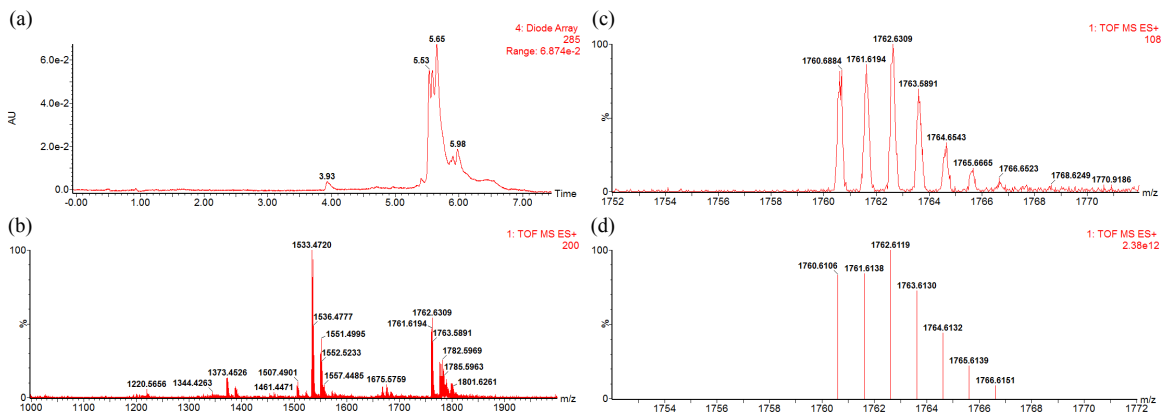 (a)
4: Diode Array
285
Range: 6.874e-2
5.65
5.53
5.98
3.93
6.0e-2
4.0e-2
2.0e-2
0.0
AU
-0.00 1.00 2.00 3.00 4.00 5.00 6.00 7.00
Time
(b)
1: TOF MS ES+
200
1533.4720
1536.4777
1551.4995
1552.5233
1557.4485
1507.4901
1461.4471
1373.4526
1344.4263
1220.5656
1762.6309
1761.6194
1763.5891
1782.5969
1785.5963
1801.6261
1675.5759
100
%
0
1000 1100 1200 1300 1400 1500 1600 1700 1800 1900
m/z
(c)
1: TOF MS ES+
108
1762.6309
1760.6884
1761.6194
1763.5891
1764.6543
1765.6665
1766.6523
1768.6249
1770.9186
100
%
0
1752 1754 1756 1758 1760 1762 1764 1766 1768 1770
m/z
(d)
1: TOF MS ES+
2.38e12
1762.6119
1760.6106
1761.6138
1763.6130
1764.6132
1765.6139
1766.6151
100
%
0
1754 1756 1758 1760 1762 1764 1766 1768 1770 1772
m/z